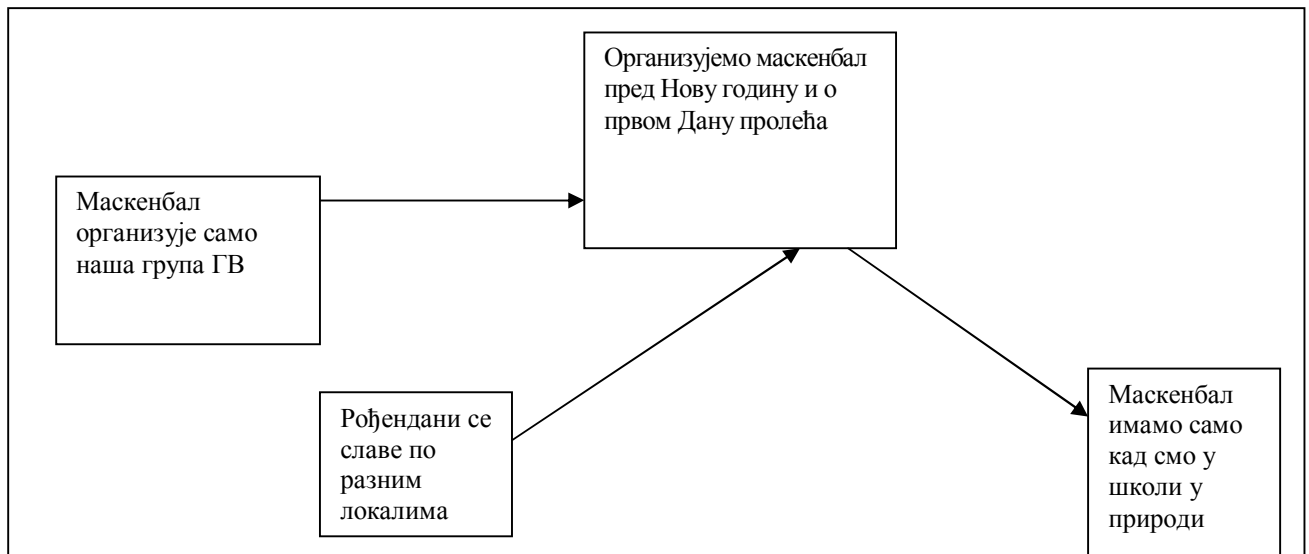 Организујемо маскенбал
пред Нову годину и о
првом Дану пролећа
Маскенбал
организује само
наша група ГВ
Рођендани се
славе по
разним
локалима
Маскенбал
имамо само
кад смо у
школи у
природи